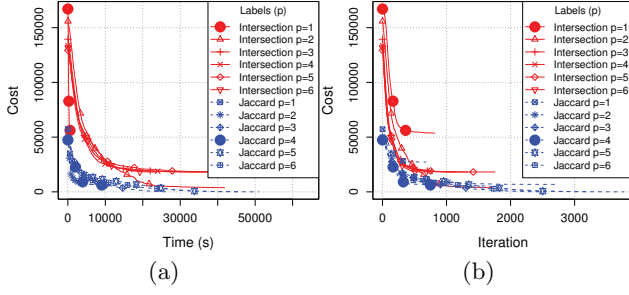 Labels (p)
Intersection p=1
Intersection p=2
Intersection p=3
Intersection p=4
Intersection p=5
Intersection p=6
Jaccard p=1
Jaccard p=2
Jaccard p=3
Jaccard p=4
Jaccard p=5
Jaccard p=6
Cost
150000
100000
50000
0
0
10000
30000
50000
Time (s)
(a)
Labels (p)
Intersection p=1
Intersection p=2
Intersection p=3
Intersection p=4
Intersection p=5
Intersection p=6
Jaccard p=1
Jaccard p=2
Jaccard p=3
Jaccard p=4
Jaccard p=5
Jaccard p=6
Cost
150000
100000
50000
0
0
1000
2000
3000
Iteration
(b)